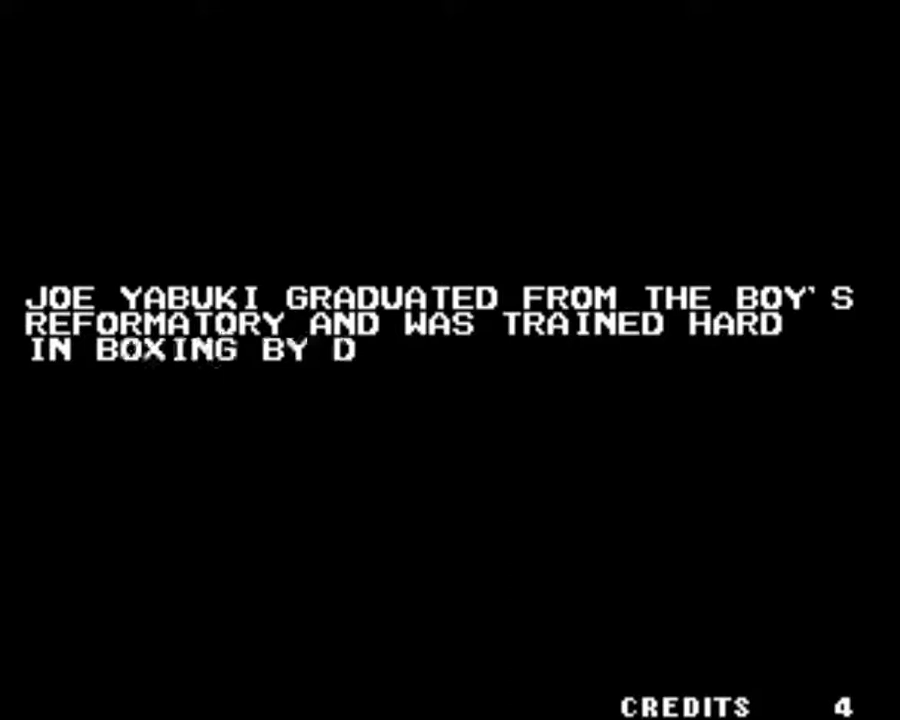 JOE YABUKI GRADUATED FROM THE BOY'S
REFORMATORY AND WAS TRAINED HARD
IN BOXING BY D
CREDITS 4